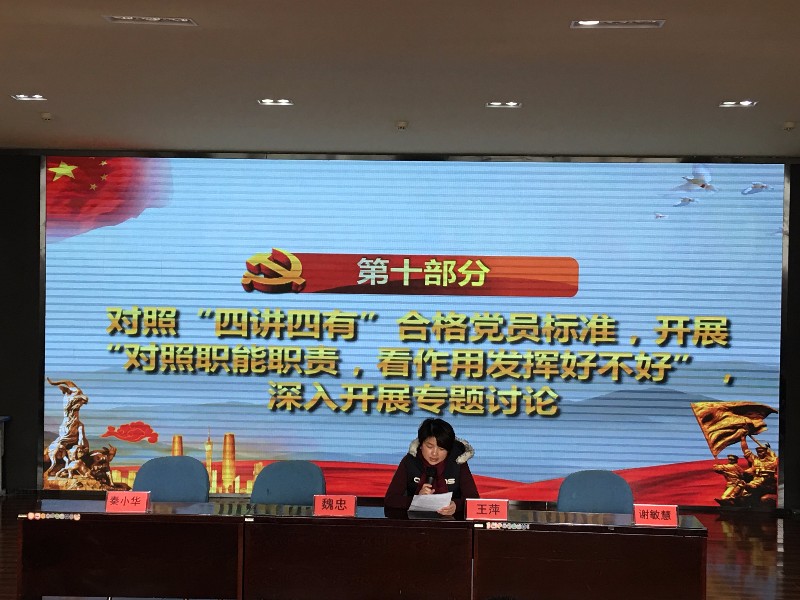 第十部分
对照“四讲四有”合格党员标准，开展
“对照职能职责，看作用发挥好不好”，
深入开展专题讨论
秦小华
魏忠
王萍
谢敏慧